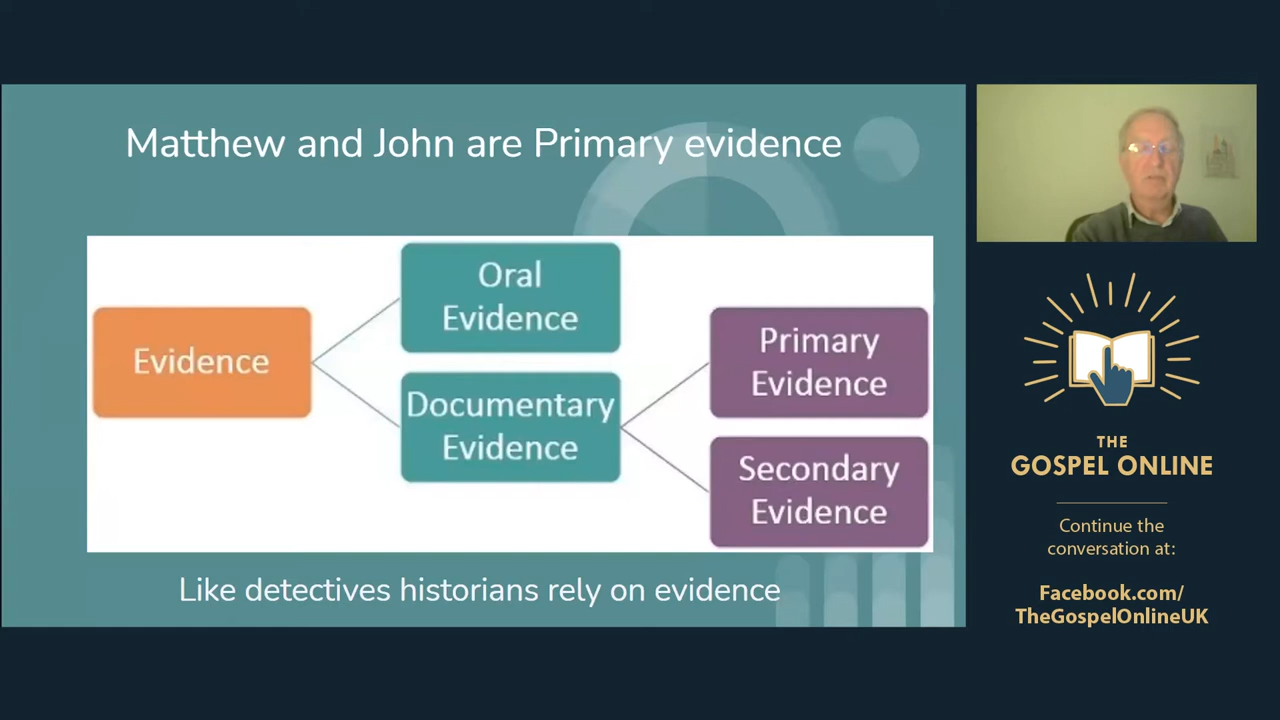 Matthew and John are Primary evidence
Evidence
Oral
Evidence
Documentary
Evidence
Primary
Evidence
Secondary
Evidence
Like detectives historians rely on evidence
THE
GOSPEL ONLINE
Continue the
conversation at:
Facebook.com/
TheGospelOnlineUK